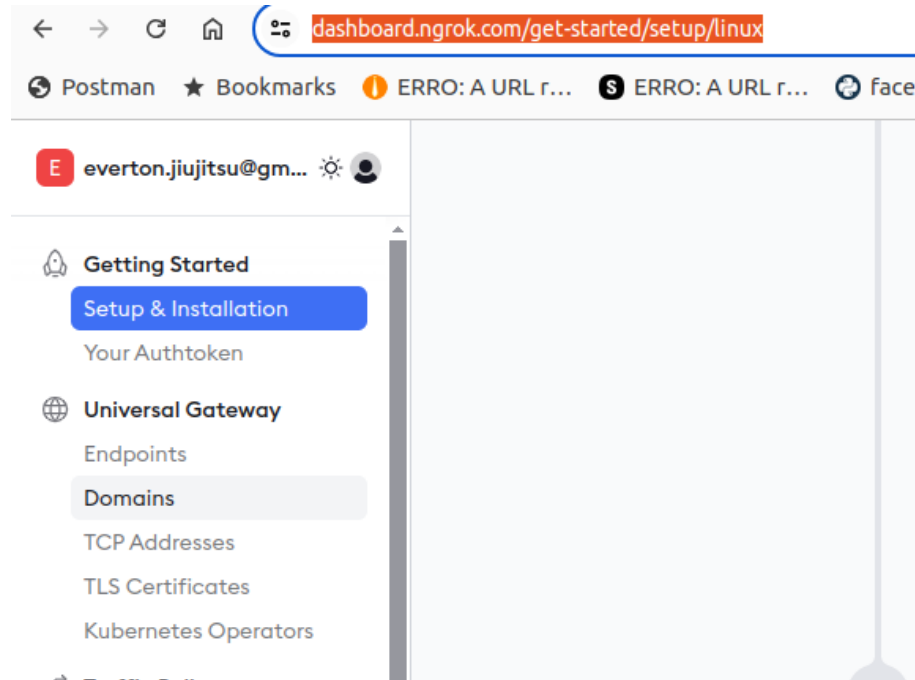 dashboard.ngrok.com/get-started/setup/linux
Postman Bookmarks ERRO: A URL r... S ERRO: A URL r... face
E everton.jiujitsu@gm...
Getting Started
Setup & Installation
Your Authtoken
Universal Gateway
Endpoints
Domains
TCP Addresses
TLS Certificates
Kubernetes Operators